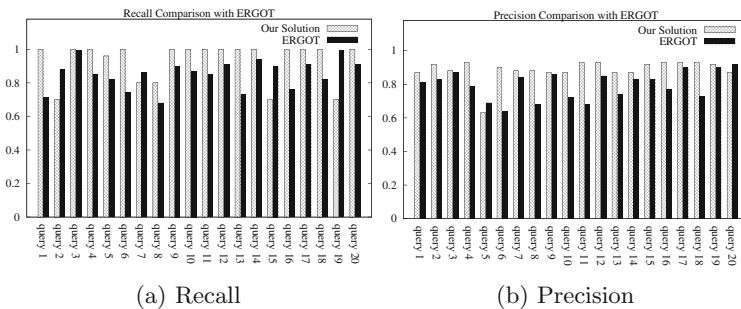 Recall Comparison with ERGOT
Our Solution
ERGOT
1
0.8
0.6
0.4
0.2
0
query 1
query 2
query 3
query 4
query 5
query 6
query 7
query 8
query 9
query 10
query 11
query 12
query 13
query 14
query 15
query 16
query 17
query 18
query 19
query 20
(a) Recall
Precision Comparison with ERGOT
Our Solution
ERGOT
1
0.8
0.6
0.4
0.2
0
query 1
query 2
query 3
query 4
query 5
query 6
query 7
query 8
query 9
query 10
query 11
query 12
query 13
query 14
query 15
query 16
query 17
query 18
query 19
query 20
(b) Precision